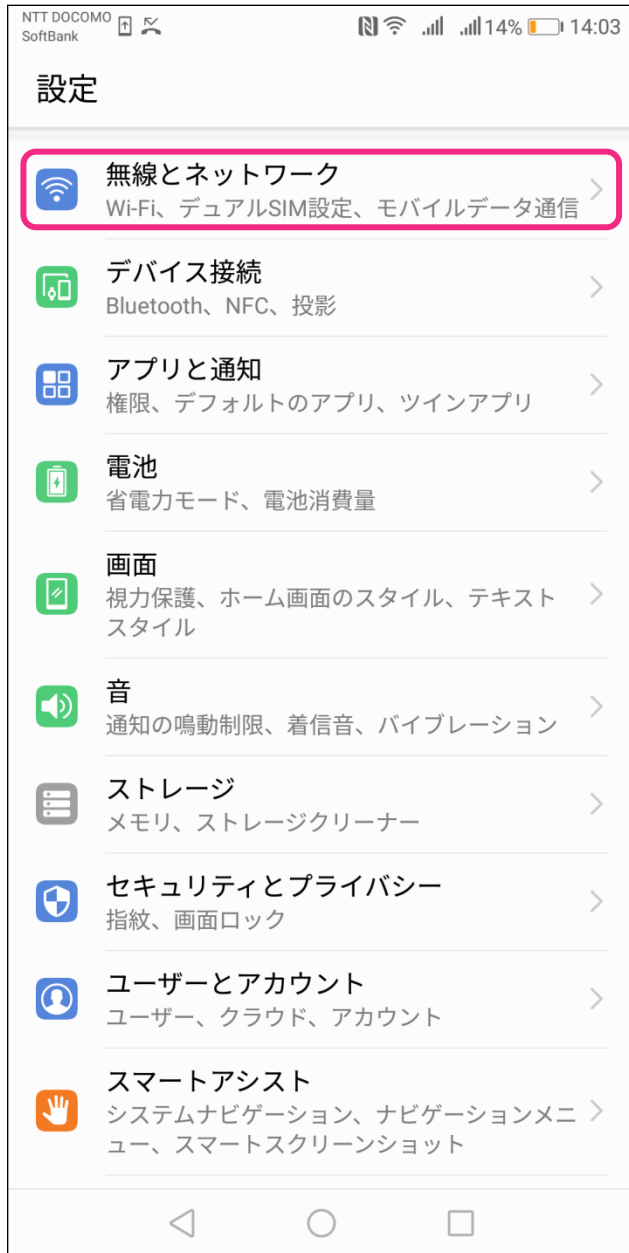 NTT DOCOMO
SoftBank
14% 14:03
設定
無線とネットワーク
Wi-Fi、デュアルSIM設定、モバイルデータ通信
デバイス接続
Bluetooth、NFC、投影
アプリと通知
権限、デフォルトのアプリ、ツインアプリ
電池
省電力モード、電池消費量
画面
視力保護、ホーム画面のスタイル、テキスト
スタイル
音
通知の鳴動制限、着信音、バイブレーション
ストレージ
メモリ、ストレージクリーナー
セキュリティとプライバシー
指紋、画面ロック
ユーザーとアカウント
ユーザー、クラウド、アカウント
スマートアシスト
システムナビゲーション、ナビゲーションメニ
ュー、スマートスクリーンショット